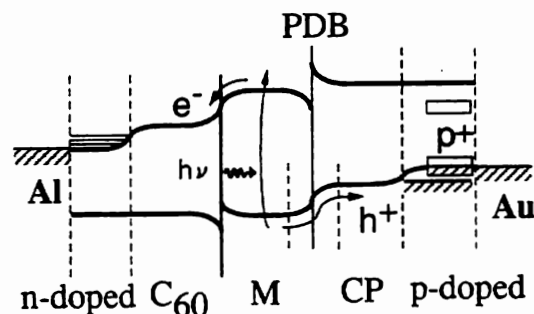 PDB
e⁻
p+
hν
Al
h⁺
Au
n-doped C₆₀ M CP p-doped